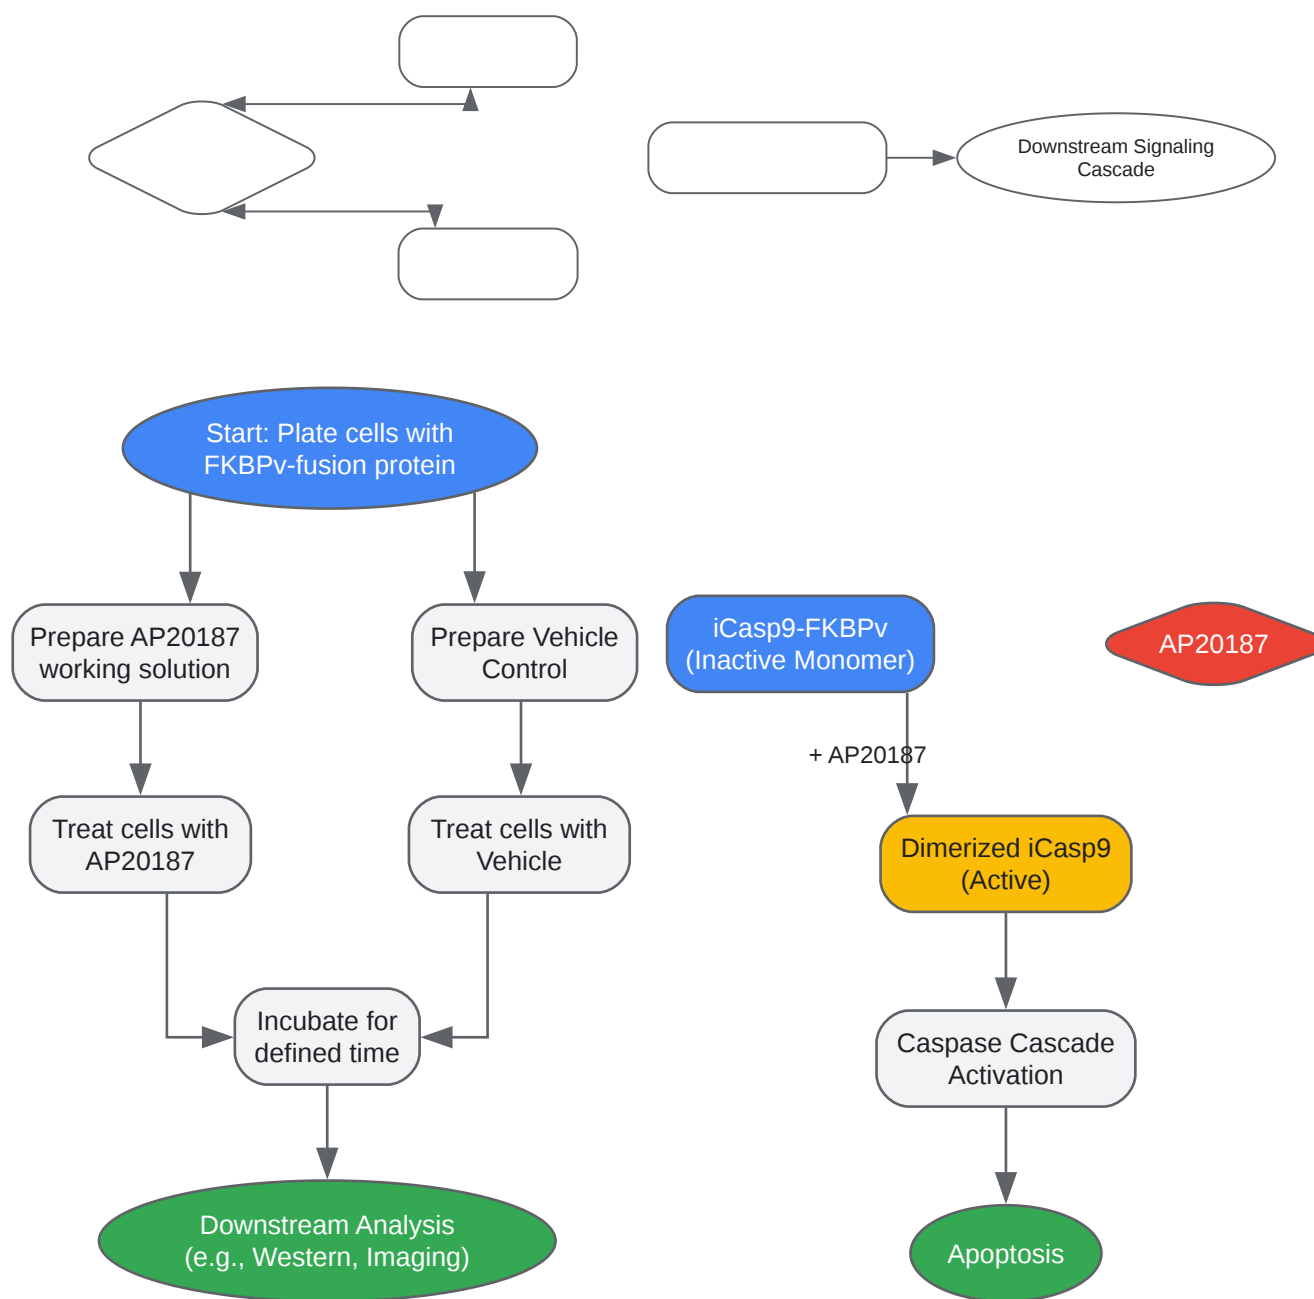 Downstream Signaling
Cascade
Start: Plate cells with
FKBPv-fusion protein
Prepare AP20187
working solution
Prepare Vehicle
Control
Treat cells with
AP20187
Treat cells with
Vehicle
Incubate for
defined time
Downstream Analysis
(e.g., Western, Imaging)
iCasp9-FKBPv
(Inactive Monomer)
AP20187
+ AP20187
Dimerized iCasp9
(Active)
Caspase Cascade
Activation
Apoptosis